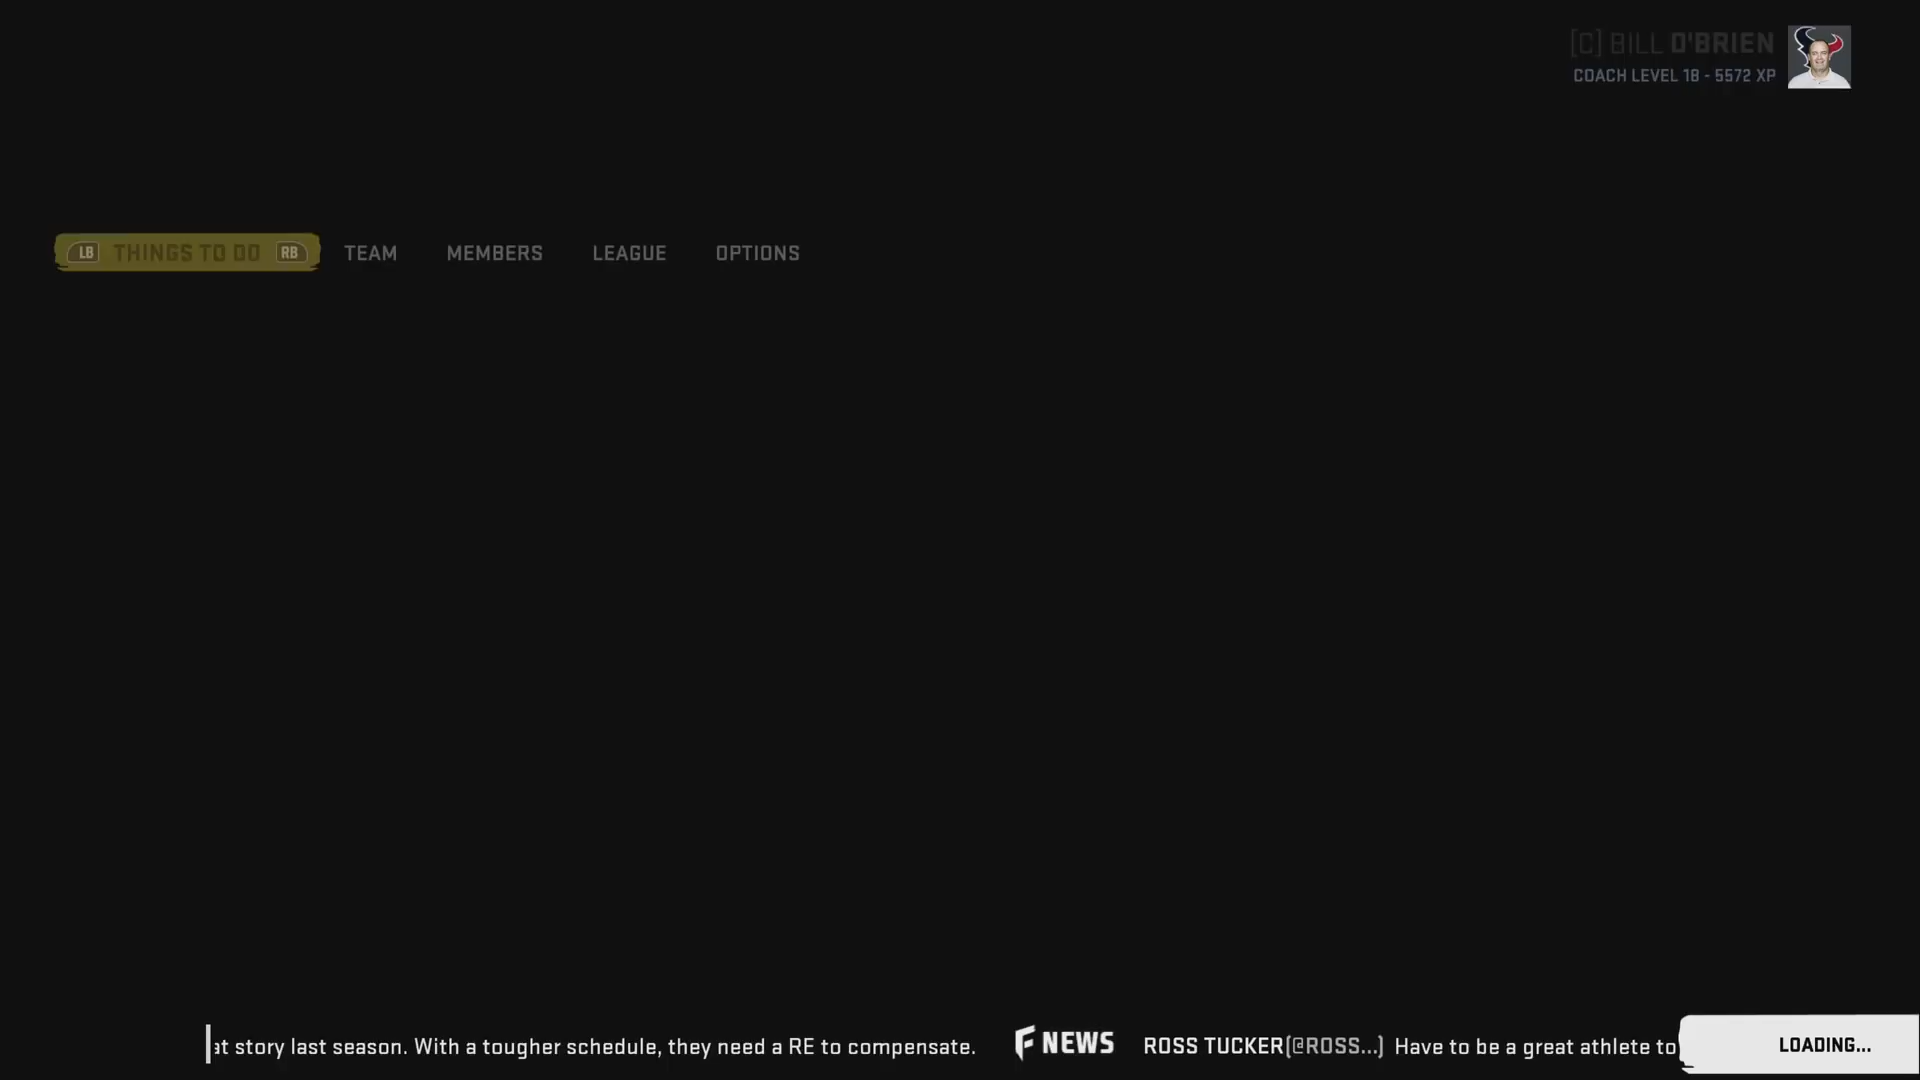 [C] BILL O'BRIEN
COACH LEVEL 18 - 5572 XP
LB THINGS TO DO RB TEAM MEMBERS LEAGUE OPTIONS
at story last season. With a tougher schedule, they need a RE to compensate. NEWS ROSS TUCKER(@ROSS...) Have to be a great athlete to LOADING...